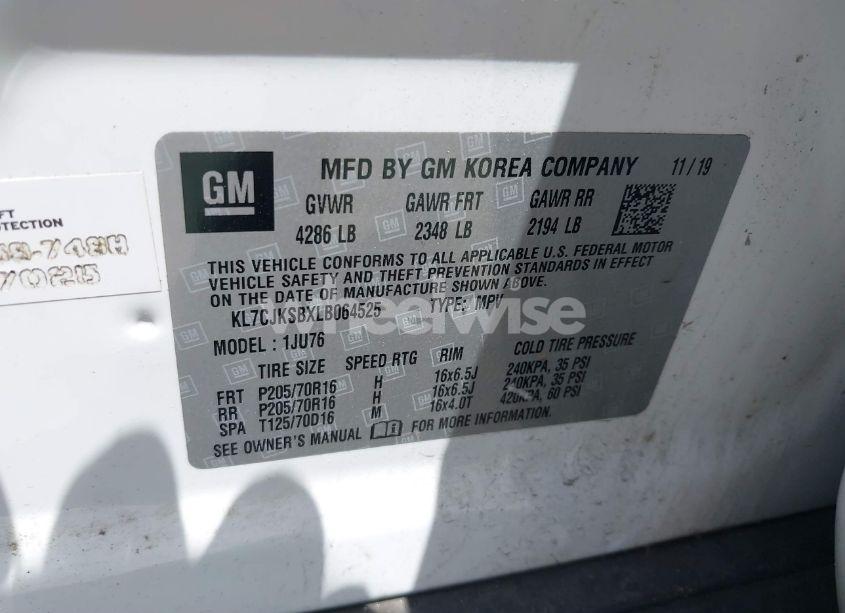 FT
OTECTION
GM
MFD BY GM KOREA COMPANY 11/19
GVWR GAWR FRT GAWR RR
4286 LB 2348 LB 2194 LB
THIS VEHICLE CONFORMS TO ALL APPLICABLE U.S. FEDERAL MOTOR
VEHICLE SAFETY AND THEFT PREVENTION STANDARDS IN EFFECT
ON THE DATE OF MANUFACTURE SHOWN ABOVE.
KL7CJKSBXLB064525 TYPE: MPV
wheelwise
MODEL : 1JU76
TIRE SIZE SPEED RTG RIM COLD TIRE PRESSURE
FRT P205/70R16 H 16x6.5J 240KPA, 35 PSI
RR P205/70R16 H 16x6.5J 240KPA, 35 PSI
SPA T125/70D16 M 16x4.0T 420KPA, 60 PSI
SEE OWNER'S MANUAL FOR MORE INFORMATION.